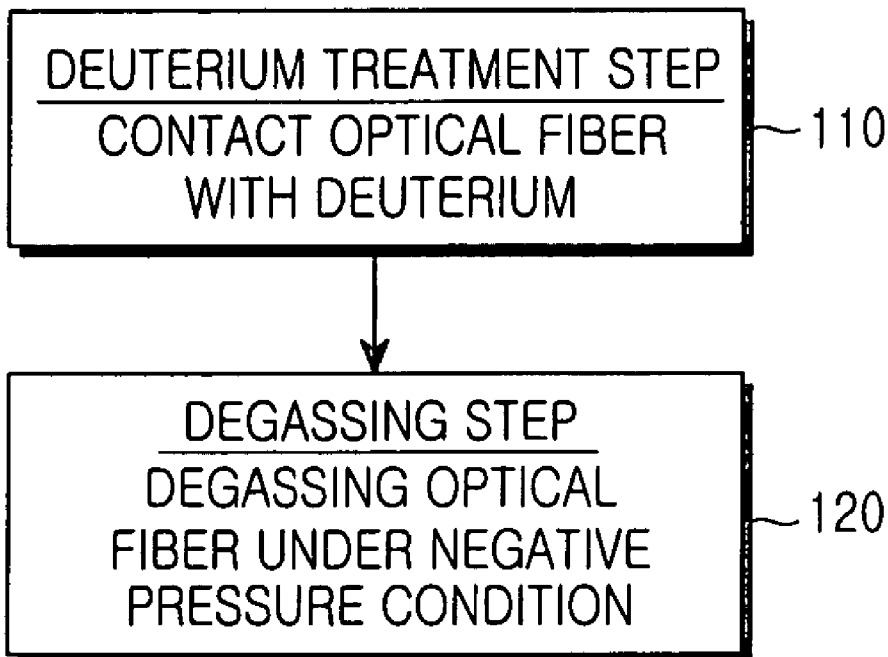 DEUTERIUM TREATMENT STEP
CONTACT OPTICAL FIBER
WITH DEUTERIUM
110
DEGASSING STEP
DEGASSING OPTICAL
FIBER UNDER NEGATIVE
PRESSURE CONDITION
120